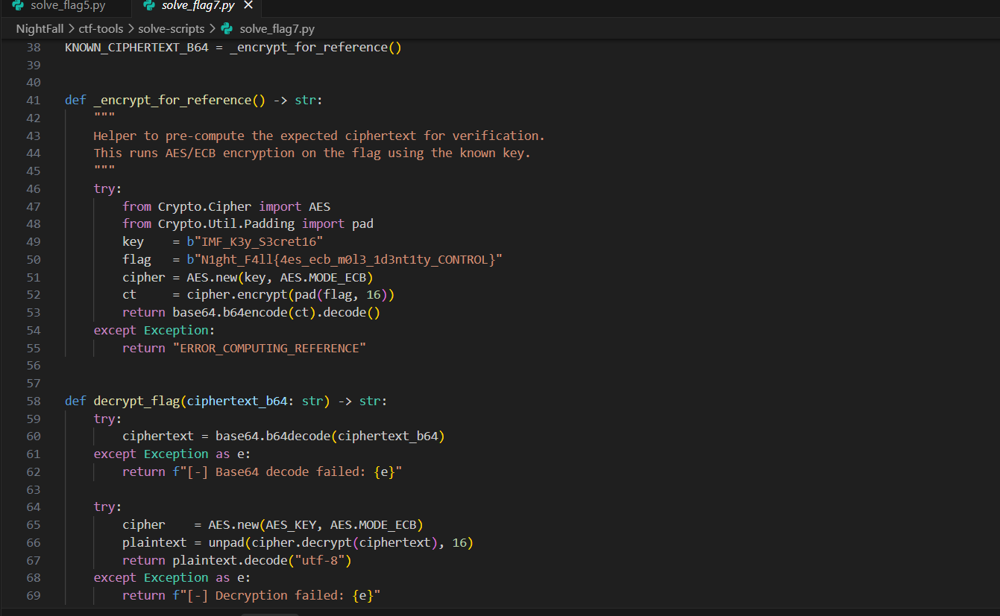 solve_flag5.py solve_flag7.py
NightFall > ctf-tools > solve-scripts > solve_flag7.py
38 KNOWN_CIPHERTEXT_B64 = _encrypt_for_reference()
39
40
41 def _encrypt_for_reference() -> str:
42     """
43     Helper to pre-compute the expected ciphertext for verification.
44     This runs AES/ECB encryption on the flag using the known key.
45     """
46     try:
47         from Crypto.Cipher import AES
48         from Crypto.Util.Padding import pad
49         key    = b"IMF_K3y_S3cret16"
50         flag   = b"N1ght_F4ll{4es_ecb_m0l3_1d3nt1ty_CONTROL}"
51         cipher = AES.new(key, AES.MODE_ECB)
52         ct     = cipher.encrypt(pad(flag, 16))
53         return base64.b64encode(ct).decode()
54     except Exception:
55         return "ERROR_COMPUTING_REFERENCE"
56
57
58 def decrypt_flag(ciphertext_b64: str) -> str:
59     try:
60         ciphertext = base64.b64decode(ciphertext_b64)
61     except Exception as e:
62         return f"[-] Base64 decode failed: {e}"
63
64     try:
65         cipher    = AES.new(AES_KEY, AES.MODE_ECB)
66         plaintext = unpad(cipher.decrypt(ciphertext), 16)
67         return plaintext.decode("utf-8")
68     except Exception as e:
69         return f"[-] Decryption failed: {e}"